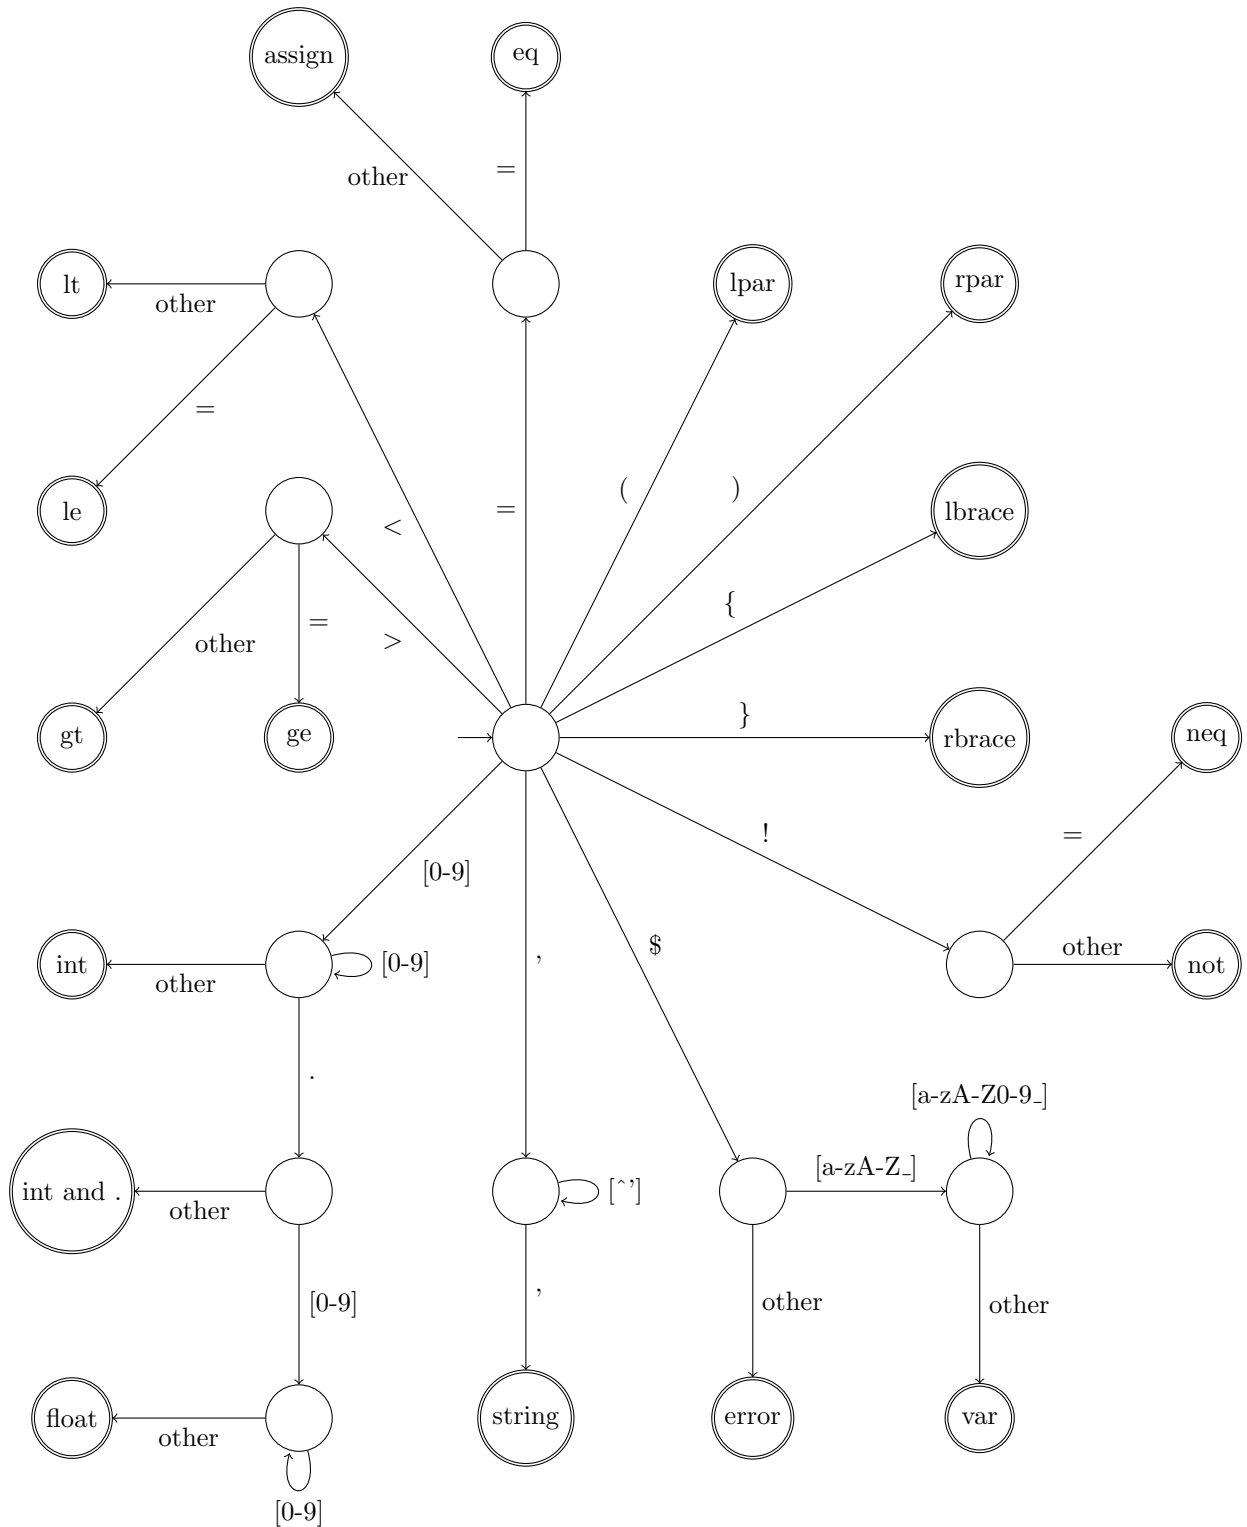 assign
eq
other
=
lt
other
lpar
rpar
=
le
<
=
(
)
lbrace
other
=
>
{
gt
ge
}
rbrace
neq
!
=
[0-9]
$
int
other
[0-9]
'
other
not
.
[a-zA-Z0-9_]
int and .
other
[^']
[a-zA-Z_]
[0-9]
'
other
other
float
other
string
error
var
[0-9]